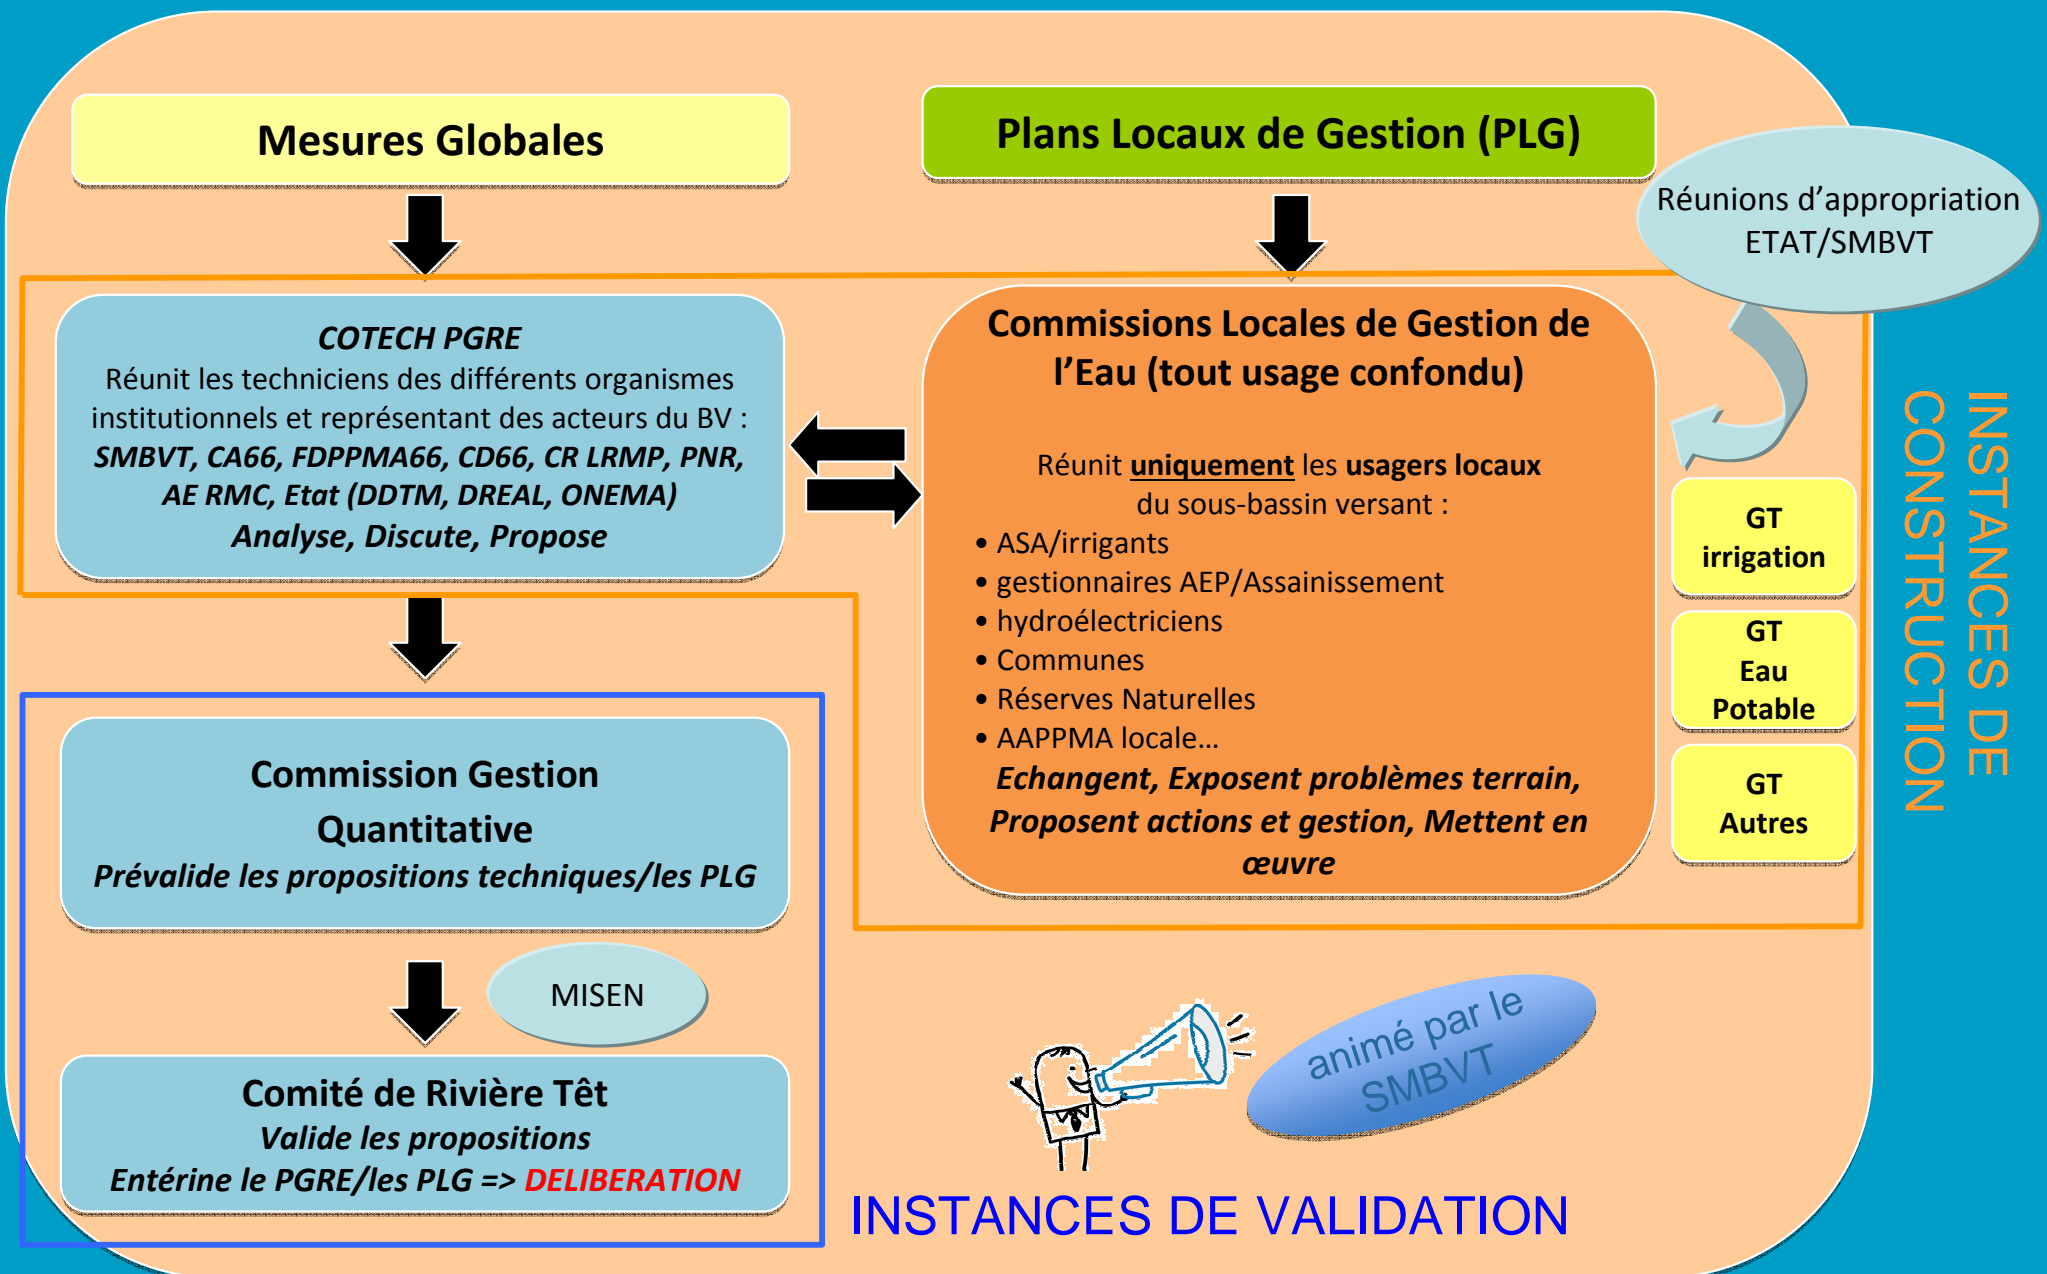 Mesures Globales
Plans Locaux de Gestion (PLG)
Réunions d’appropriation
ETAT/SMBVT
COTECH PGRE
Réunit les techniciens des différents organismes
institutionnels et représentant des acteurs du BV :
SMBVT, CA66, FDPPMA66, CD66, CR LRMP, PNR,
AE RMC, Etat (DDTM, DREAL, ONEMA)
Analyse, Discute, Propose
Commissions Locales de Gestion de
l’Eau (tout usage confondu)
Réunit uniquement les usagers locaux
du sous-bassin versant :
• ASA/irrigants
• gestionnaires AEP/Assainissement
• hydroélectriciens
• Communes
• Réserves Naturelles
• AAPPMA locale…
Echangent, Exposent problèmes terrain,
Proposent actions et gestion, Mettent en
œuvre
GT
irrigation
GT
Eau
Potable
GT
Autres
INSTANCES DE
CONSTRUCTION
Commission Gestion
Quantitative
Prévalide les propositions techniques/les PLG
MISEN
Comité de Rivière Têt
Valide les propositions
Entérine le PGRE/les PLG => DELIBERATION
animé par le
SMBVT
INSTANCES DE VALIDATION